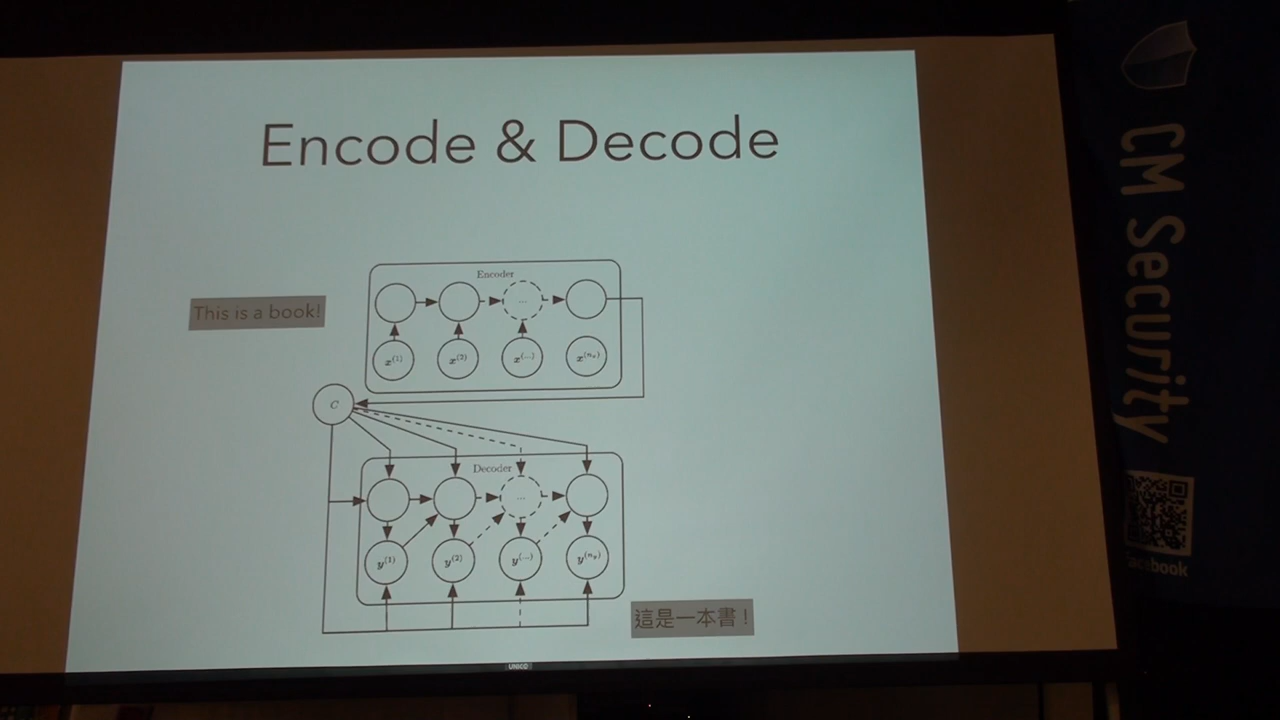 Encode & Decode
Encoder
This is a book!
...
x(1)
x(2)
x(...)
x(nx)
C
Decoder
...
y(1)
y(2)
y(...)
y(ny)
這是一本書!
UNICO
CM Security
facebook